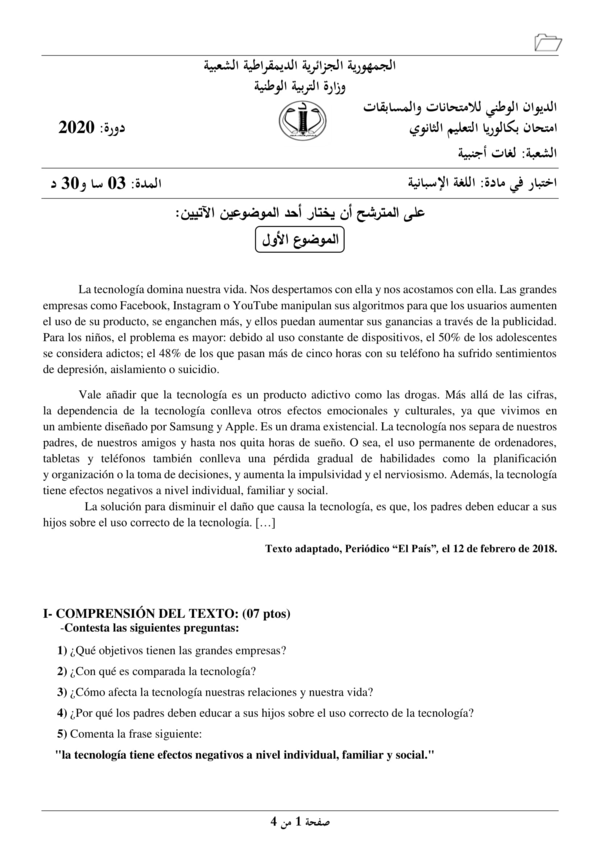 الجمهورية الجزائرية الديمقراطية الشعبية
وزارة التربية الوطنية
الديوان الوطني للامتحانات والمسابقات
امتحان بكالوريا التعليم الثانوي
دورة: 2020
الشعبة: لغات أجنبية
اختبار في مادة: اللغة الإسبانية
المدة: 03 سا و30 د
على المترشح أن يختار أحد الموضوعين الآتيين:
الموضوع الأول
La tecnología domina nuestra vida. Nos despertamos con ella y nos acostamos con ella. Las grandes
empresas como Facebook, Instagram o YouTube manipulan sus algoritmos para que los usuarios aumenten
el uso de su producto, se enganchen más, y ellos puedan aumentar sus ganancias a través de la publicidad.
Para los niños, el problema es mayor: debido al uso constante de dispositivos, el 50% de los adolescentes
se considera adictos; el 48% de los que pasan más de cinco horas con su teléfono ha sufrido sentimientos
de depresión, aislamiento o suicidio.
Vale añadir que la tecnología es un producto adictivo como las drogas. Más allá de las cifras,
la dependencia de la tecnología conlleva otros efectos emocionales y culturales, ya que vivimos en
un ambiente diseñado por Samsung y Apple. Es un drama existencial. La tecnología nos separa de nuestros
padres, de nuestros amigos y hasta nos quita horas de sueño. O sea, el uso permanente de ordenadores,
tabletas y teléfonos también conlleva una pérdida gradual de habilidades como la planificación
y organización o la toma de decisiones, y aumenta la impulsividad y el nerviosismo. Además, la tecnología
tiene efectos negativos a nivel individual, familiar y social.
La solución para disminuir el daño que causa la tecnología, es que, los padres deben educar a sus
hijos sobre el uso correcto de la tecnología. […]
Texto adaptado, Periódico “El País”, el 12 de febrero de 2018.
I- COMPRENSIÓN DEL TEXTO: (07 ptos)
-Contesta las siguientes preguntas:
1) ¿Qué objetivos tienen las grandes empresas?
2) ¿Con qué es comparada la tecnología?
3) ¿Cómo afecta la tecnología nuestras relaciones y nuestra vida?
4) ¿Por qué los padres deben educar a sus hijos sobre el uso correcto de la tecnología?
5) Comenta la frase siguiente:
"la tecnología tiene efectos negativos a nivel individual, familiar y social."
صفحة 1 من 4